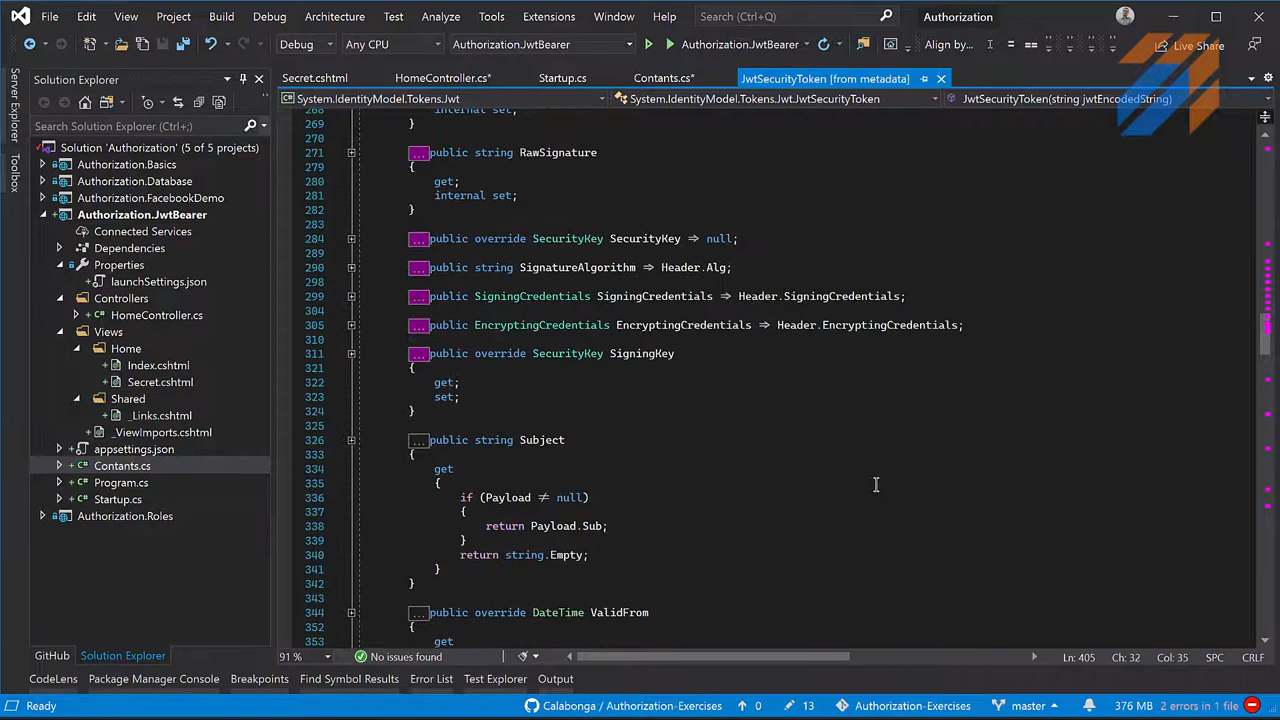 File Edit View Project Build Debug Architecture Test Analyze Tools Extensions Window Help Search (Ctrl+Q) Authorization
Debug Any CPU Authorization.JwtBearer Authorization.JwtBearer Align by... Live Share
Server Explorer
Toolbox
Solution Explorer
Search Solution Explorer (Ctrl+;)
Solution 'Authorization' (5 of 5 projects)
Authorization.Basics
Authorization.Database
Authorization.FacebookDemo
Authorization.JwtBearer
Connected Services
Dependencies
Properties
launchSettings.json
Controllers
HomeController.cs
Views
Home
Index.cshtml
Secret.cshtml
Shared
_Links.cshtml
_ViewImports.cshtml
appsettings.json
Contants.cs
Program.cs
Startup.cs
Authorization.Roles
GitHub Solution Explorer
Secret.cshtml HomeController.cs* Startup.cs Contants.cs* JwtSecurityToken [from metadata]
System.IdentityModel.Tokens.Jwt System.IdentityModel.Tokens.Jwt.JwtSecurityToken JwtSecurityToken(string jwtEncodedString)
268 internal set;
269 }
270
271 ... public string RawSignature
279 {
280 get;
281 internal set;
282 }
283
284 ... public override SecurityKey SecurityKey ⇒ null;
289
290 ... public string SignatureAlgorithm ⇒ Header.Alg;
298
299 ... public SigningCredentials SigningCredentials ⇒ Header.SigningCredentials;
304
305 ... public EncryptingCredentials EncryptingCredentials ⇒ Header.EncryptingCredentials;
310
311 ... public override SecurityKey SigningKey
321 {
322 get;
323 set;
324 }
325
326 ... public string Subject
333 {
334 get
335 {
336 if (Payload ≠ null)
337 {
338 return Payload.Sub;
339 }
340 return string.Empty;
341 }
342 }
343
344 ... public override DateTime ValidFrom
352 {
353 get
91 % No issues found Ln: 405 Ch: 32 Col: 35 SPC CRLF
CodeLens Package Manager Console Breakpoints Find Symbol Results Error List Test Explorer Output
Ready Calabonga / Authorization-Exercises 0 13 Authorization-Exercises master 376 MB 2 errors in 1 file